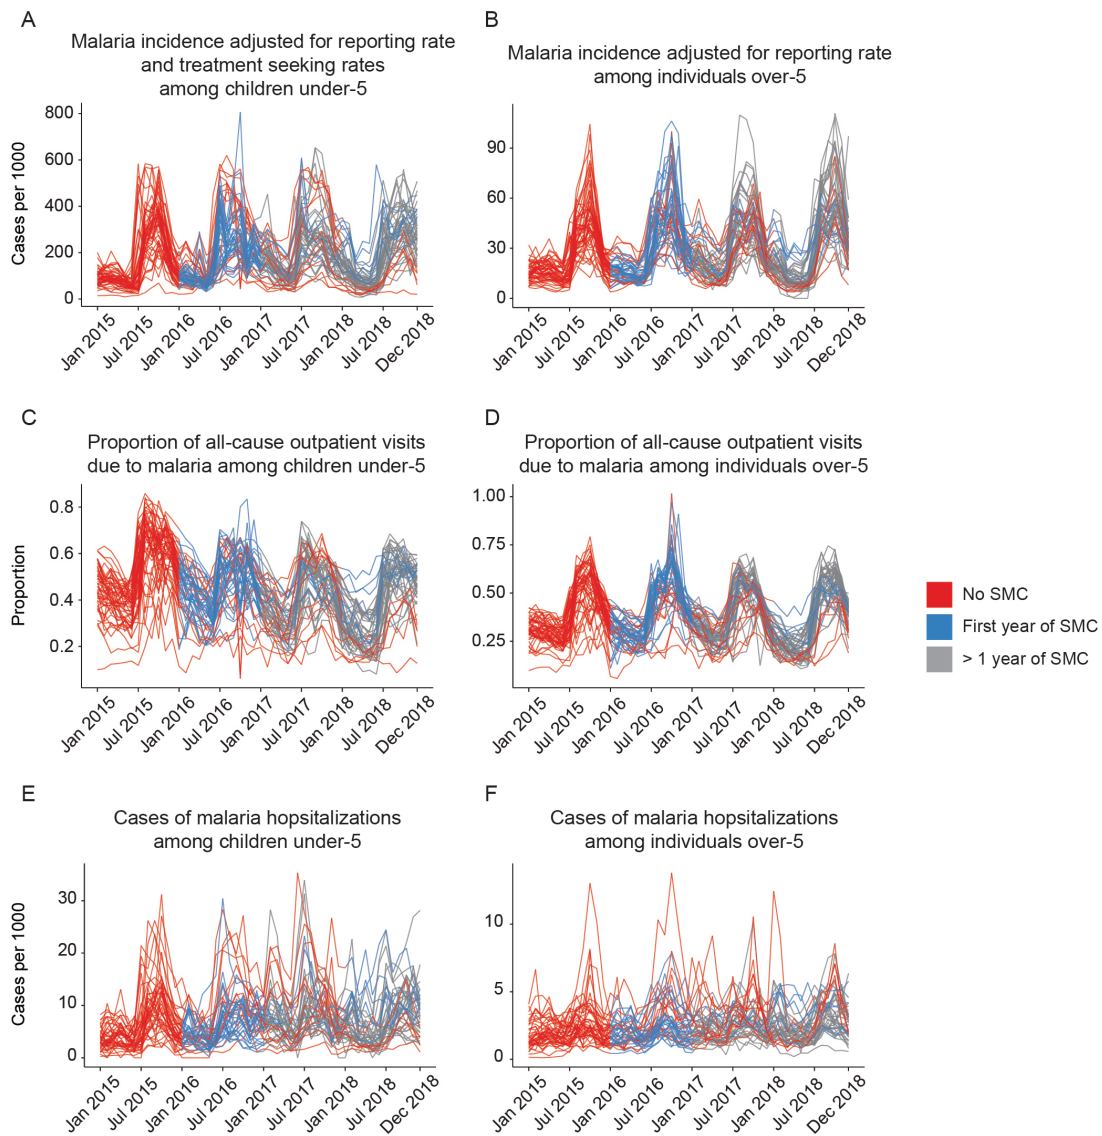 A
Malaria incidence adjusted for reporting rate
and treatment seeking rates
among children under-5
Cases per 1000
800
600
400
200
0
Jan 2015
Jul 2015
Jan 2016
Jul 2016
Jan 2017
Jul 2017
Jan 2018
Jul 2018
Dec 2018
B
Malaria incidence adjusted for reporting rate
among individuals over-5
90
60
30
0
Jan 2015
Jul 2015
Jan 2016
Jul 2016
Jan 2017
Jul 2017
Jan 2018
Jul 2018
Dec 2018
C
Proportion of all-cause outpatient visits
due to malaria among children under-5
Proportion
0.8
0.6
0.4
0.2
Jan 2015
Jul 2015
Jan 2016
Jul 2016
Jan 2017
Jul 2017
Jan 2018
Jul 2018
Dec 2018
D
Proportion of all-cause outpatient visits
due to malaria among individuals over-5
1.00
0.75
0.50
0.25
Jan 2015
Jul 2015
Jan 2016
Jul 2016
Jan 2017
Jul 2017
Jan 2018
Jul 2018
Dec 2018
No SMC
First year of SMC
> 1 year of SMC
E
Cases of malaria hopsitalizations
among children under-5
Cases per 1000
30
20
10
0
Jan 2015
Jul 2015
Jan 2016
Jul 2016
Jan 2017
Jul 2017
Jan 2018
Jul 2018
Dec 2018
F
Cases of malaria hopsitalizations
among individuals over-5
10
5
0
Jan 2015
Jul 2015
Jan 2016
Jul 2016
Jan 2017
Jul 2017
Jan 2018
Jul 2018
Dec 2018